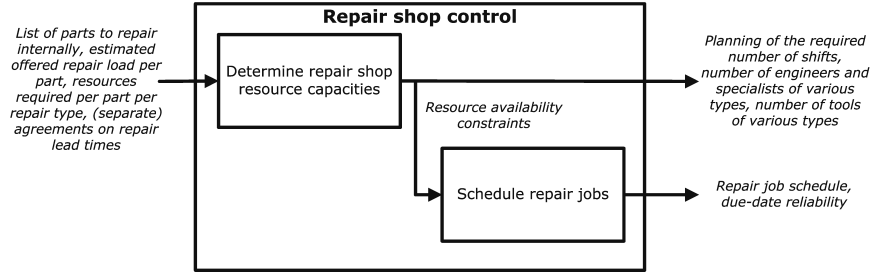 Repair shop control
List of parts to repair
internally, estimated
offered repair load per
part, resources
required per part per
repair type, (separate)
agreements on repair
lead times
Determine repair shop
resource capacities
Planning of the required
number of shifts,
number of engineers and
specialists of various
types, number of tools
of various types
Resource availability
constraints
Schedule repair jobs
Repair job schedule,
due-date reliability